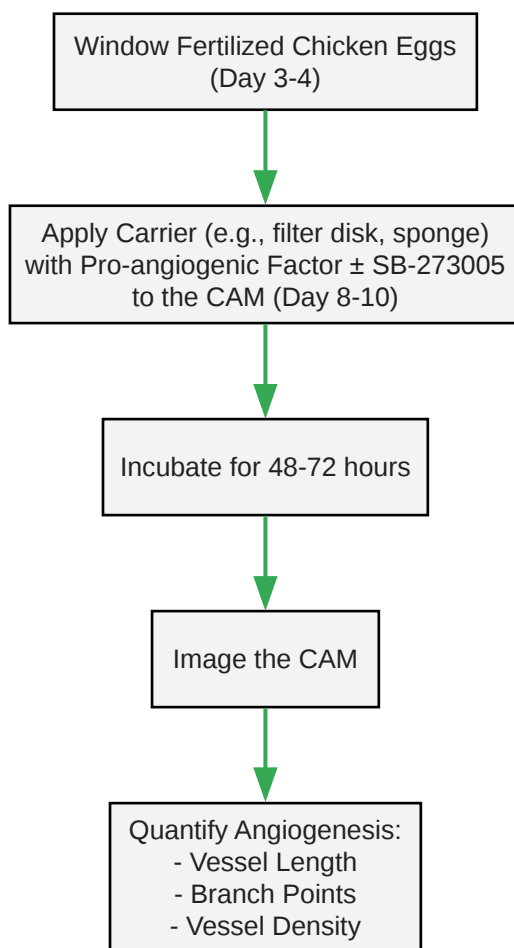 Window Fertilized Chicken Eggs
(Day 3-4)
Apply Carrier (e.g., filter disk, sponge)
with Pro-angiogenic Factor ± SB-273005
to the CAM (Day 8-10)
Incubate for 48-72 hours
Image the CAM
Quantify Angiogenesis:
- Vessel Length
- Branch Points
- Vessel Density